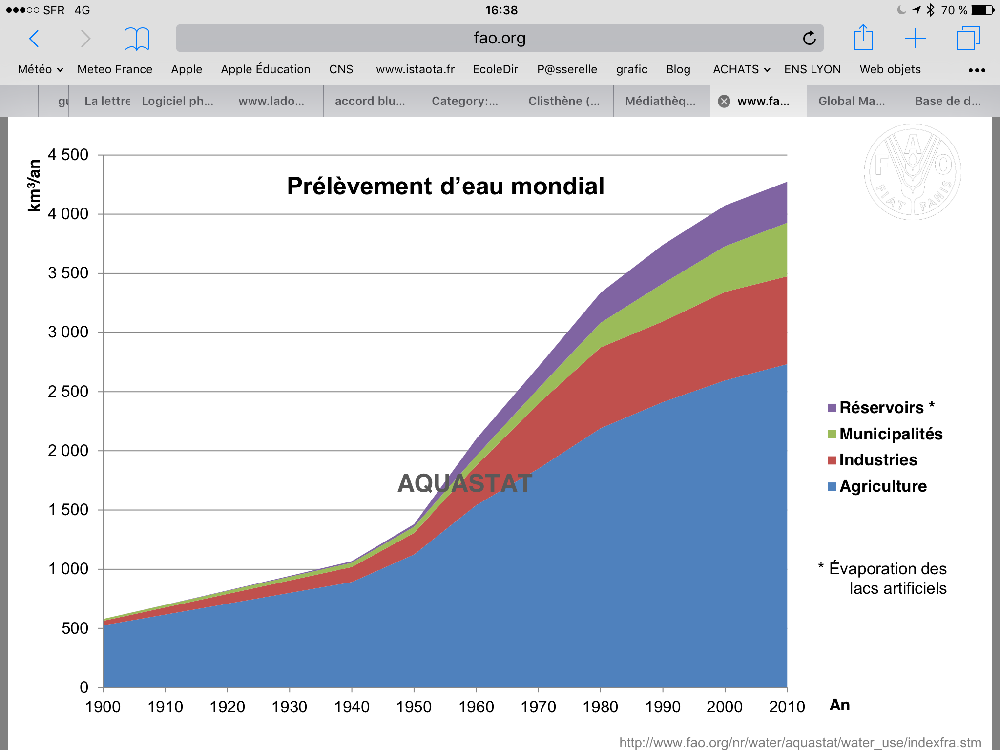 SFR 4G 16:38 70 %
fao.org
Météo Meteo France Apple Apple Éducation CNS www.istaota.fr EcoleDir P@sserelle grafic Blog ACHATS ENS LYON Web objets
gu La lettre Logiciel ph... www.lado... accord blu... Category:... Clisthène (... Médiathèq... www.fa... Global Ma... Base de d...
F A O
FIAT PANIS
km³/an
Prélèvement d’eau mondial
4 500
4 000
3 500
3 000
2 500
2 000
1 500
1 000
500
0
AQUASTAT
Réservoirs *
Municipalités
Industries
Agriculture
* Évaporation des
lacs artificiels
1900 1910 1920 1930 1940 1950 1960 1970 1980 1990 2000 2010 An
http://www.fao.org/nr/water/aquastat/water_use/indexfra.stm